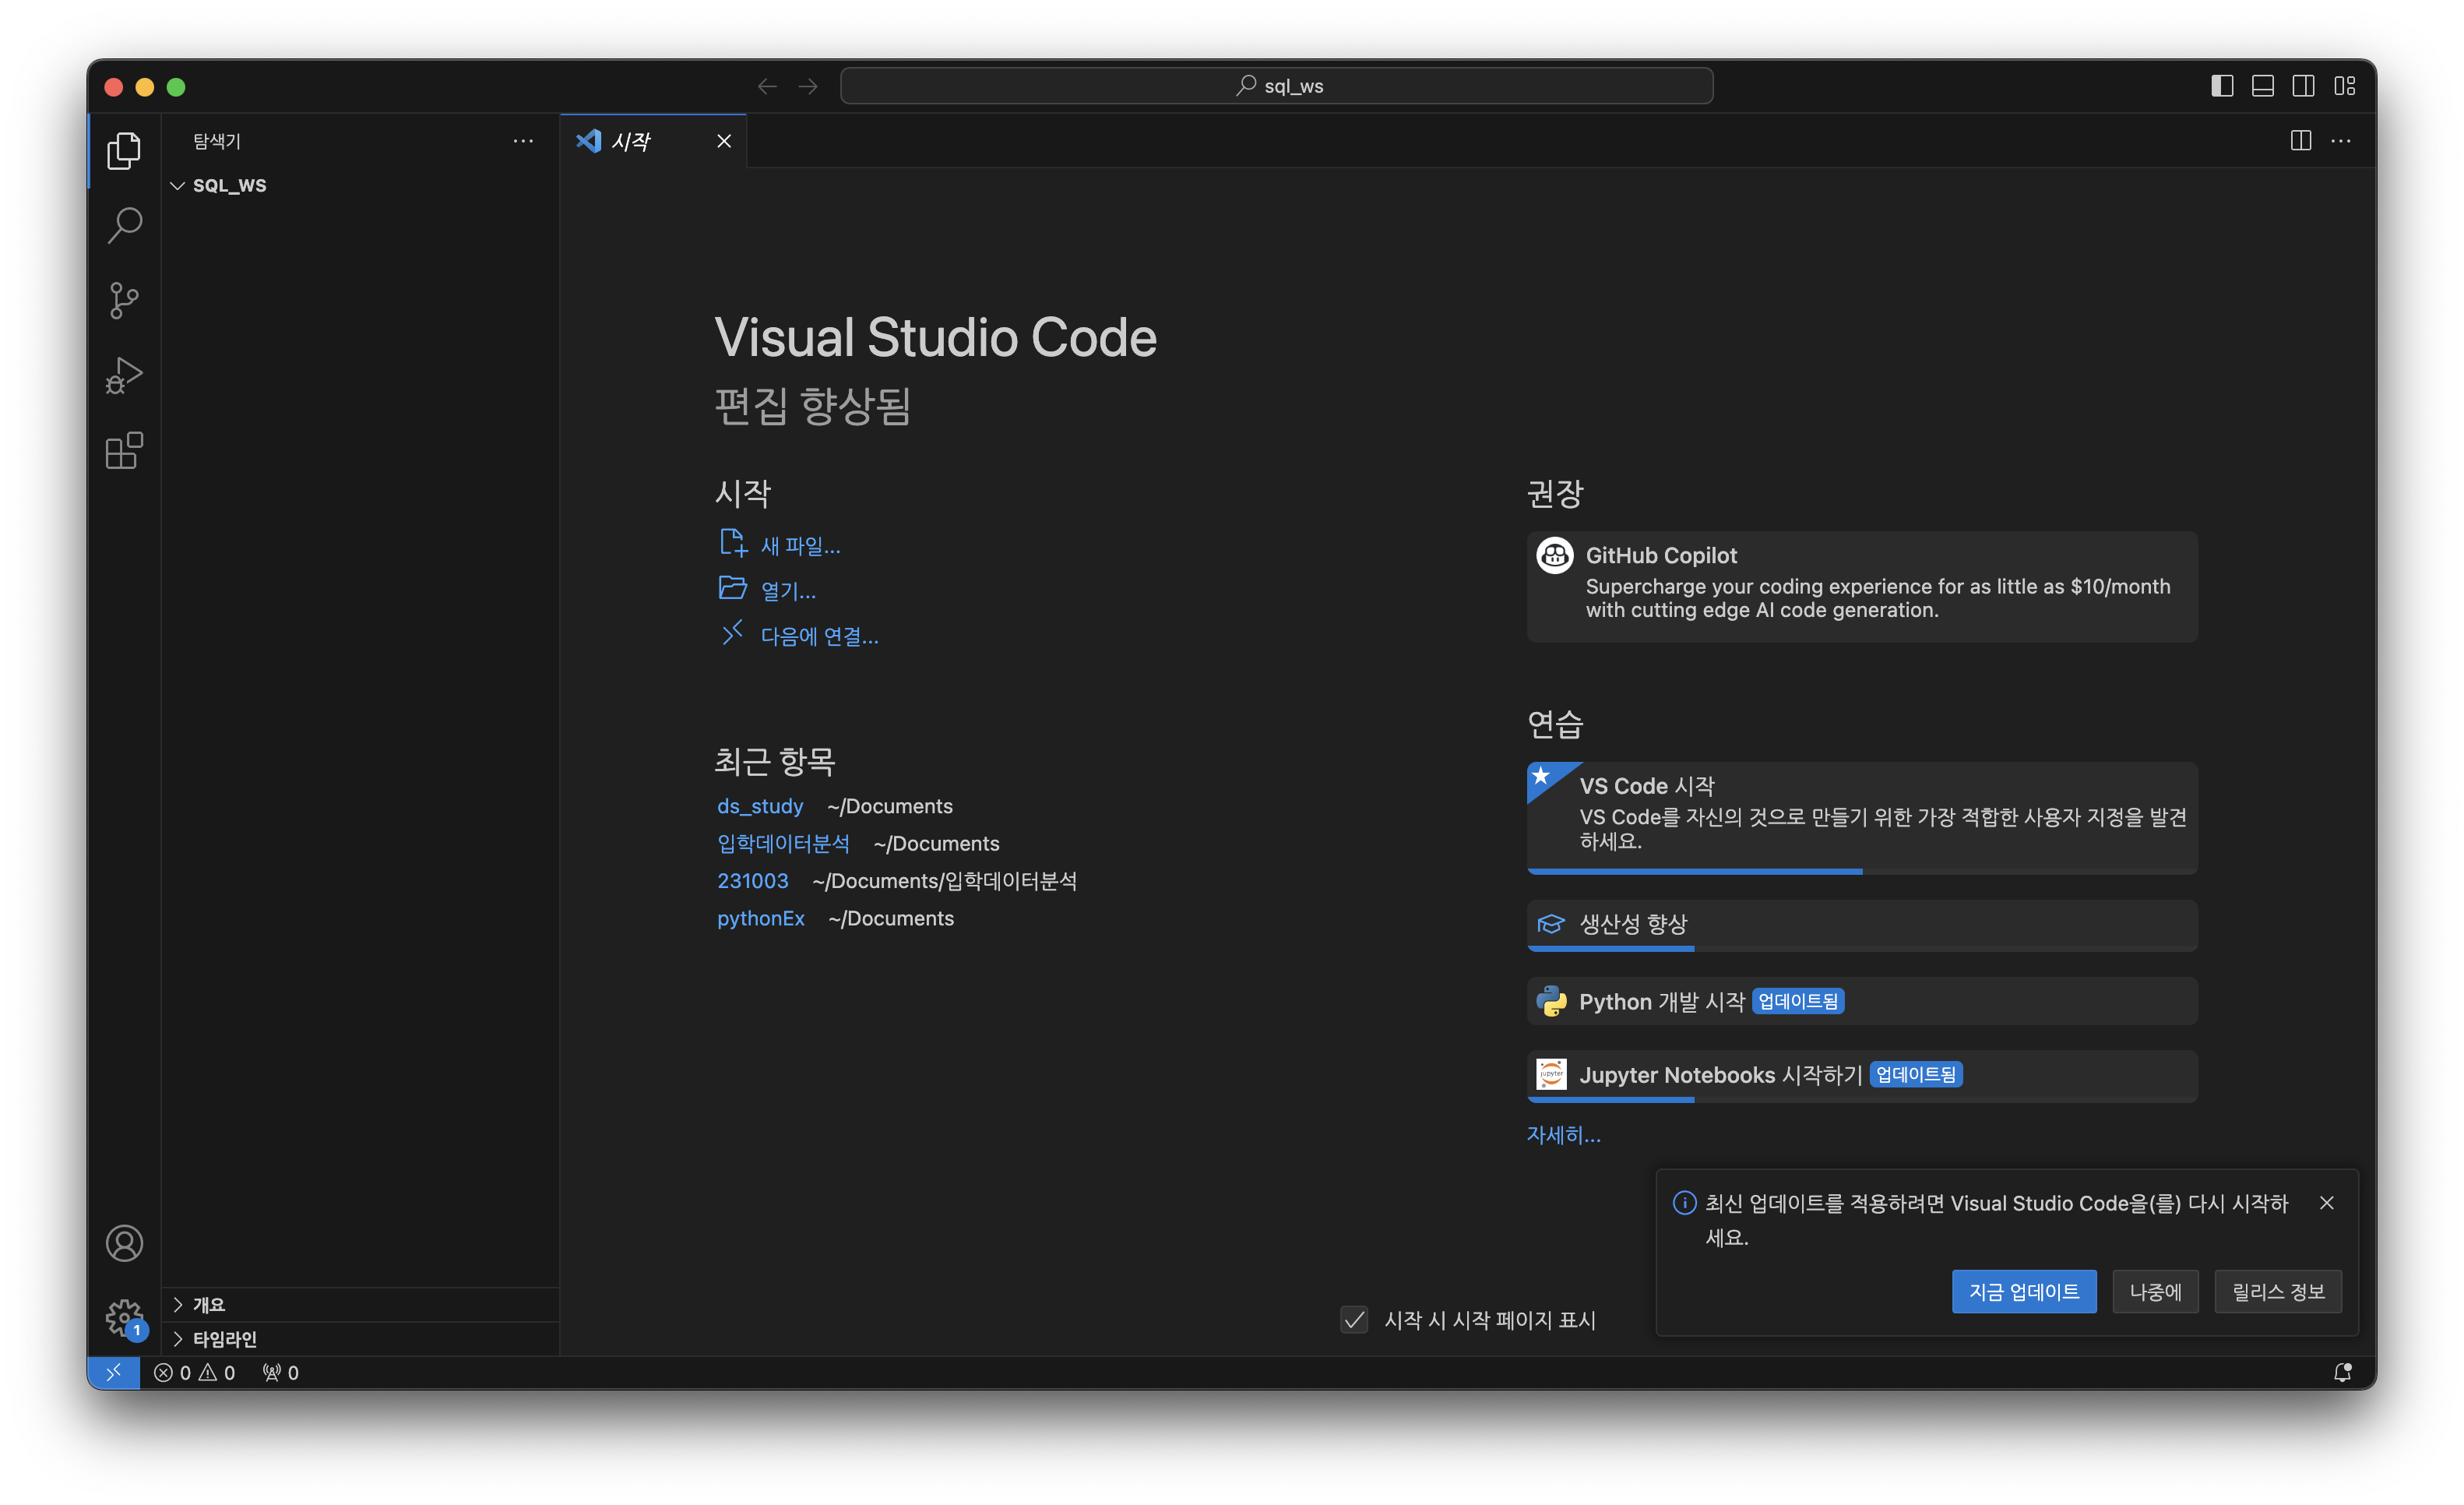 sql_ws
탐색기
SQL_WS
시작
Visual Studio Code
편집 향상됨
시작
새 파일...
열기...
다음에 연결...
최근 항목
ds_study ~/Documents
입학데이터분석 ~/Documents
231003 ~/Documents/입학데이터분석
pythonEx ~/Documents
권장
GitHub Copilot
Supercharge your coding experience for as little as $10/month
with cutting edge AI code generation.
연습
VS Code 시작
VS Code를 자신의 것으로 만들기 위한 가장 적합한 사용자 지정을 발견
하세요.
생산성 향상
Python 개발 시작 업데이트됨
jupyter
Jupyter Notebooks 시작하기 업데이트됨
자세히...
최신 업데이트를 적용하려면 Visual Studio Code을(를) 다시 시작하
세요.
지금 업데이트 나중에 릴리스 정보
시작 시 시작 페이지 표시
개요
1
타임라인
0 0 0